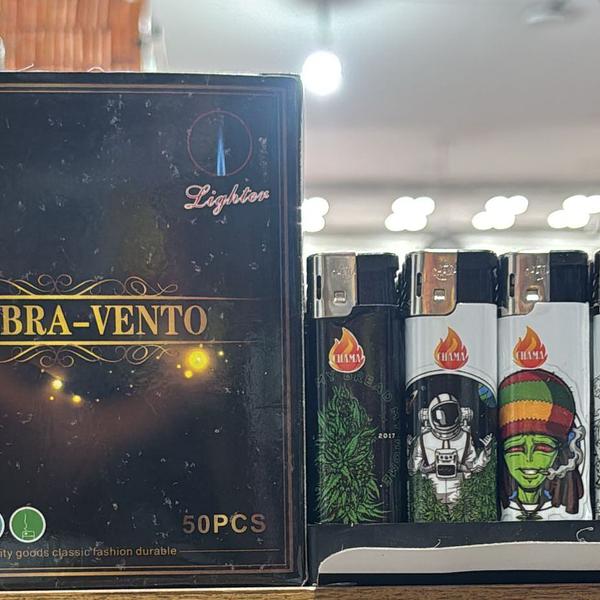 Lighter
BRA-VENTO
50PCS
ity goods classic fashion durable
CHAMA
2017
CHAMA
CHAMA